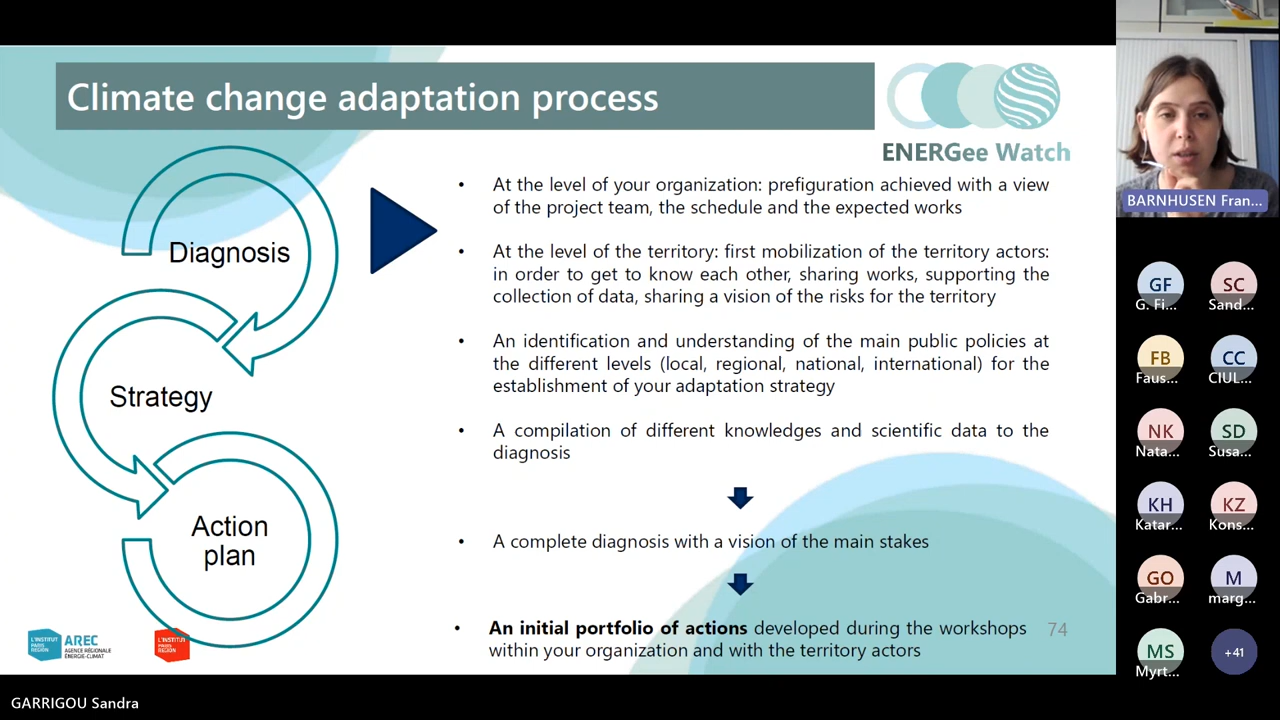 Climate change adaptation process
ENERGee Watch
Diagnosis
Strategy
Action
plan
• At the level of your organization: prefiguration achieved with a view
of the project team, the schedule and the expected works
• At the level of the territory: first mobilization of the territory actors:
in order to get to know each other, sharing works, supporting the
collection of data, sharing a vision of the risks for the territory
• An identification and understanding of the main public policies at
the different levels (local, regional, national, international) for the
establishment of your adaptation strategy
• A compilation of different knowledges and scientific data to the
diagnosis
• A complete diagnosis with a vision of the main stakes
• An initial portfolio of actions developed during the workshops
within your organization and with the territory actors
74
L'INSTITUT
PARIS
REGION
AREC
AGENCE RÉGIONALE
ÉNERGIE-CLIMAT
L'INSTITUT
PARIS
REGION
BARNHUSEN Fran...
GF
G. Fi...
SC
Sand...
FB
Faus...
CC
CIUL...
NK
Nata...
SD
Susa...
KH
Katar...
KZ
Kons...
GO
Gabr...
M
marg...
MS
Myrt...
+41
GARRIGOU Sandra